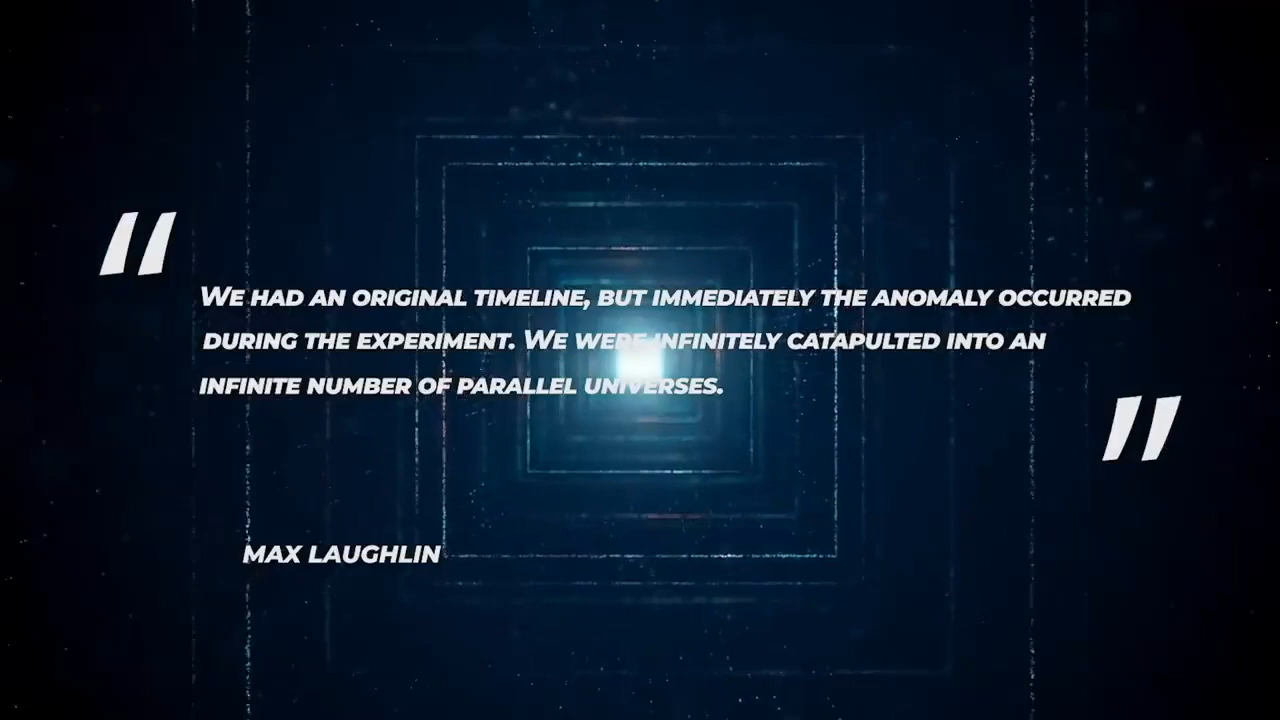 "
WE HAD AN ORIGINAL TIMELINE, BUT IMMEDIATELY THE ANOMALY OCCURRED
DURING THE EXPERIMENT. WE WERE INFINITELY CATAPULTED INTO AN
INFINITE NUMBER OF PARALLEL UNIVERSES.
"
MAX LAUGHLIN